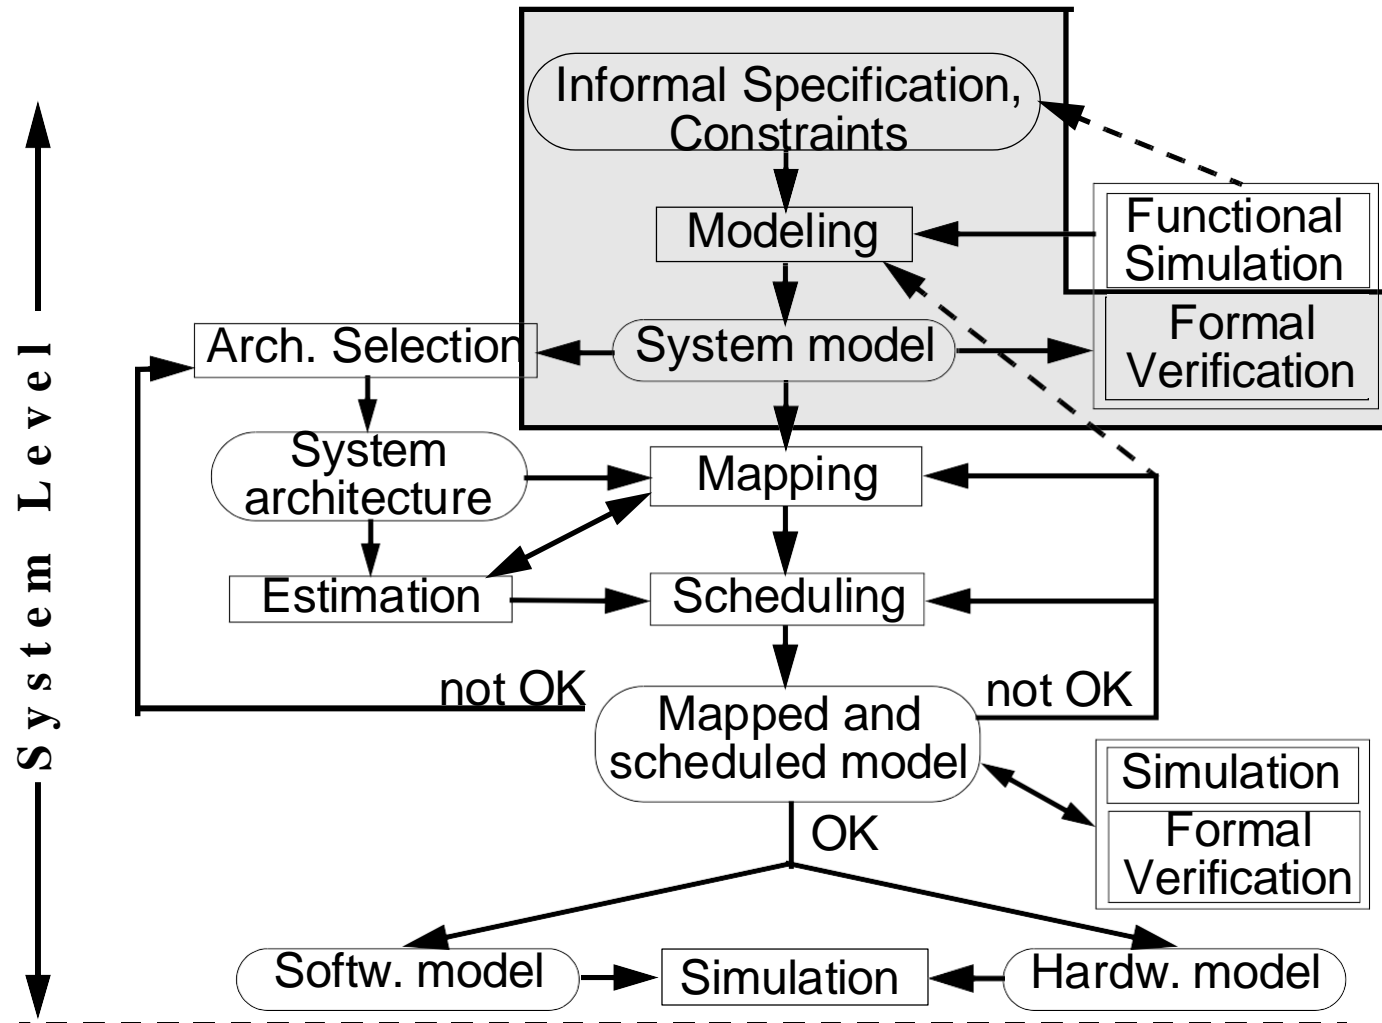 Informal Specification,
Constraints
Functional
Simulation
Modeling
Formal
Verification
Arch. Selection
System model
System
architecture
Mapping
Estimation
Scheduling
not OK
not OK
Mapped and
scheduled model
Simulation
Formal
Verification
OK
Softw. model
Simulation
Hardw. model
System Level